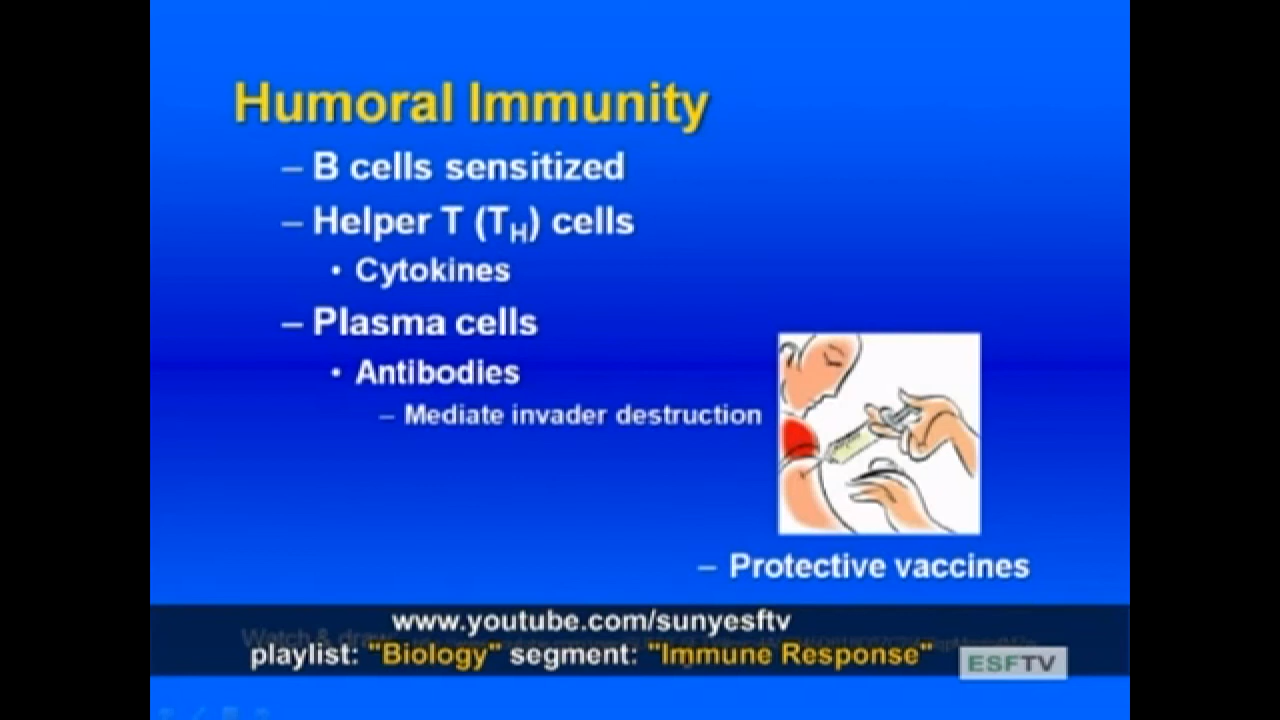 Humoral Immunity
– B cells sensitized
– Helper T (TH) cells
• Cytokines
– Plasma cells
• Antibodies
– Mediate invader destruction
– Protective vaccines
www.youtube.com/sunyesftv
Watch &
playlist: "Biology" segment: "Immune Response"
ESFTV